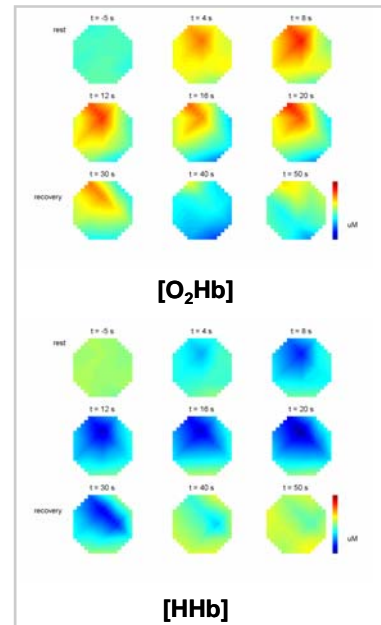 t = -5 s t = 4 s t = 8 s
rest
t = 12 s t = 16 s t = 20 s
t = 30 s t = 40 s t = 50 s
recovery
uM
[O₂Hb]
t = -5 s t = 4 s t = 8 s
rest
t = 12 s t = 16 s t = 20 s
t = 30 s t = 40 s t = 50 s
recovery
uM
[HHb]